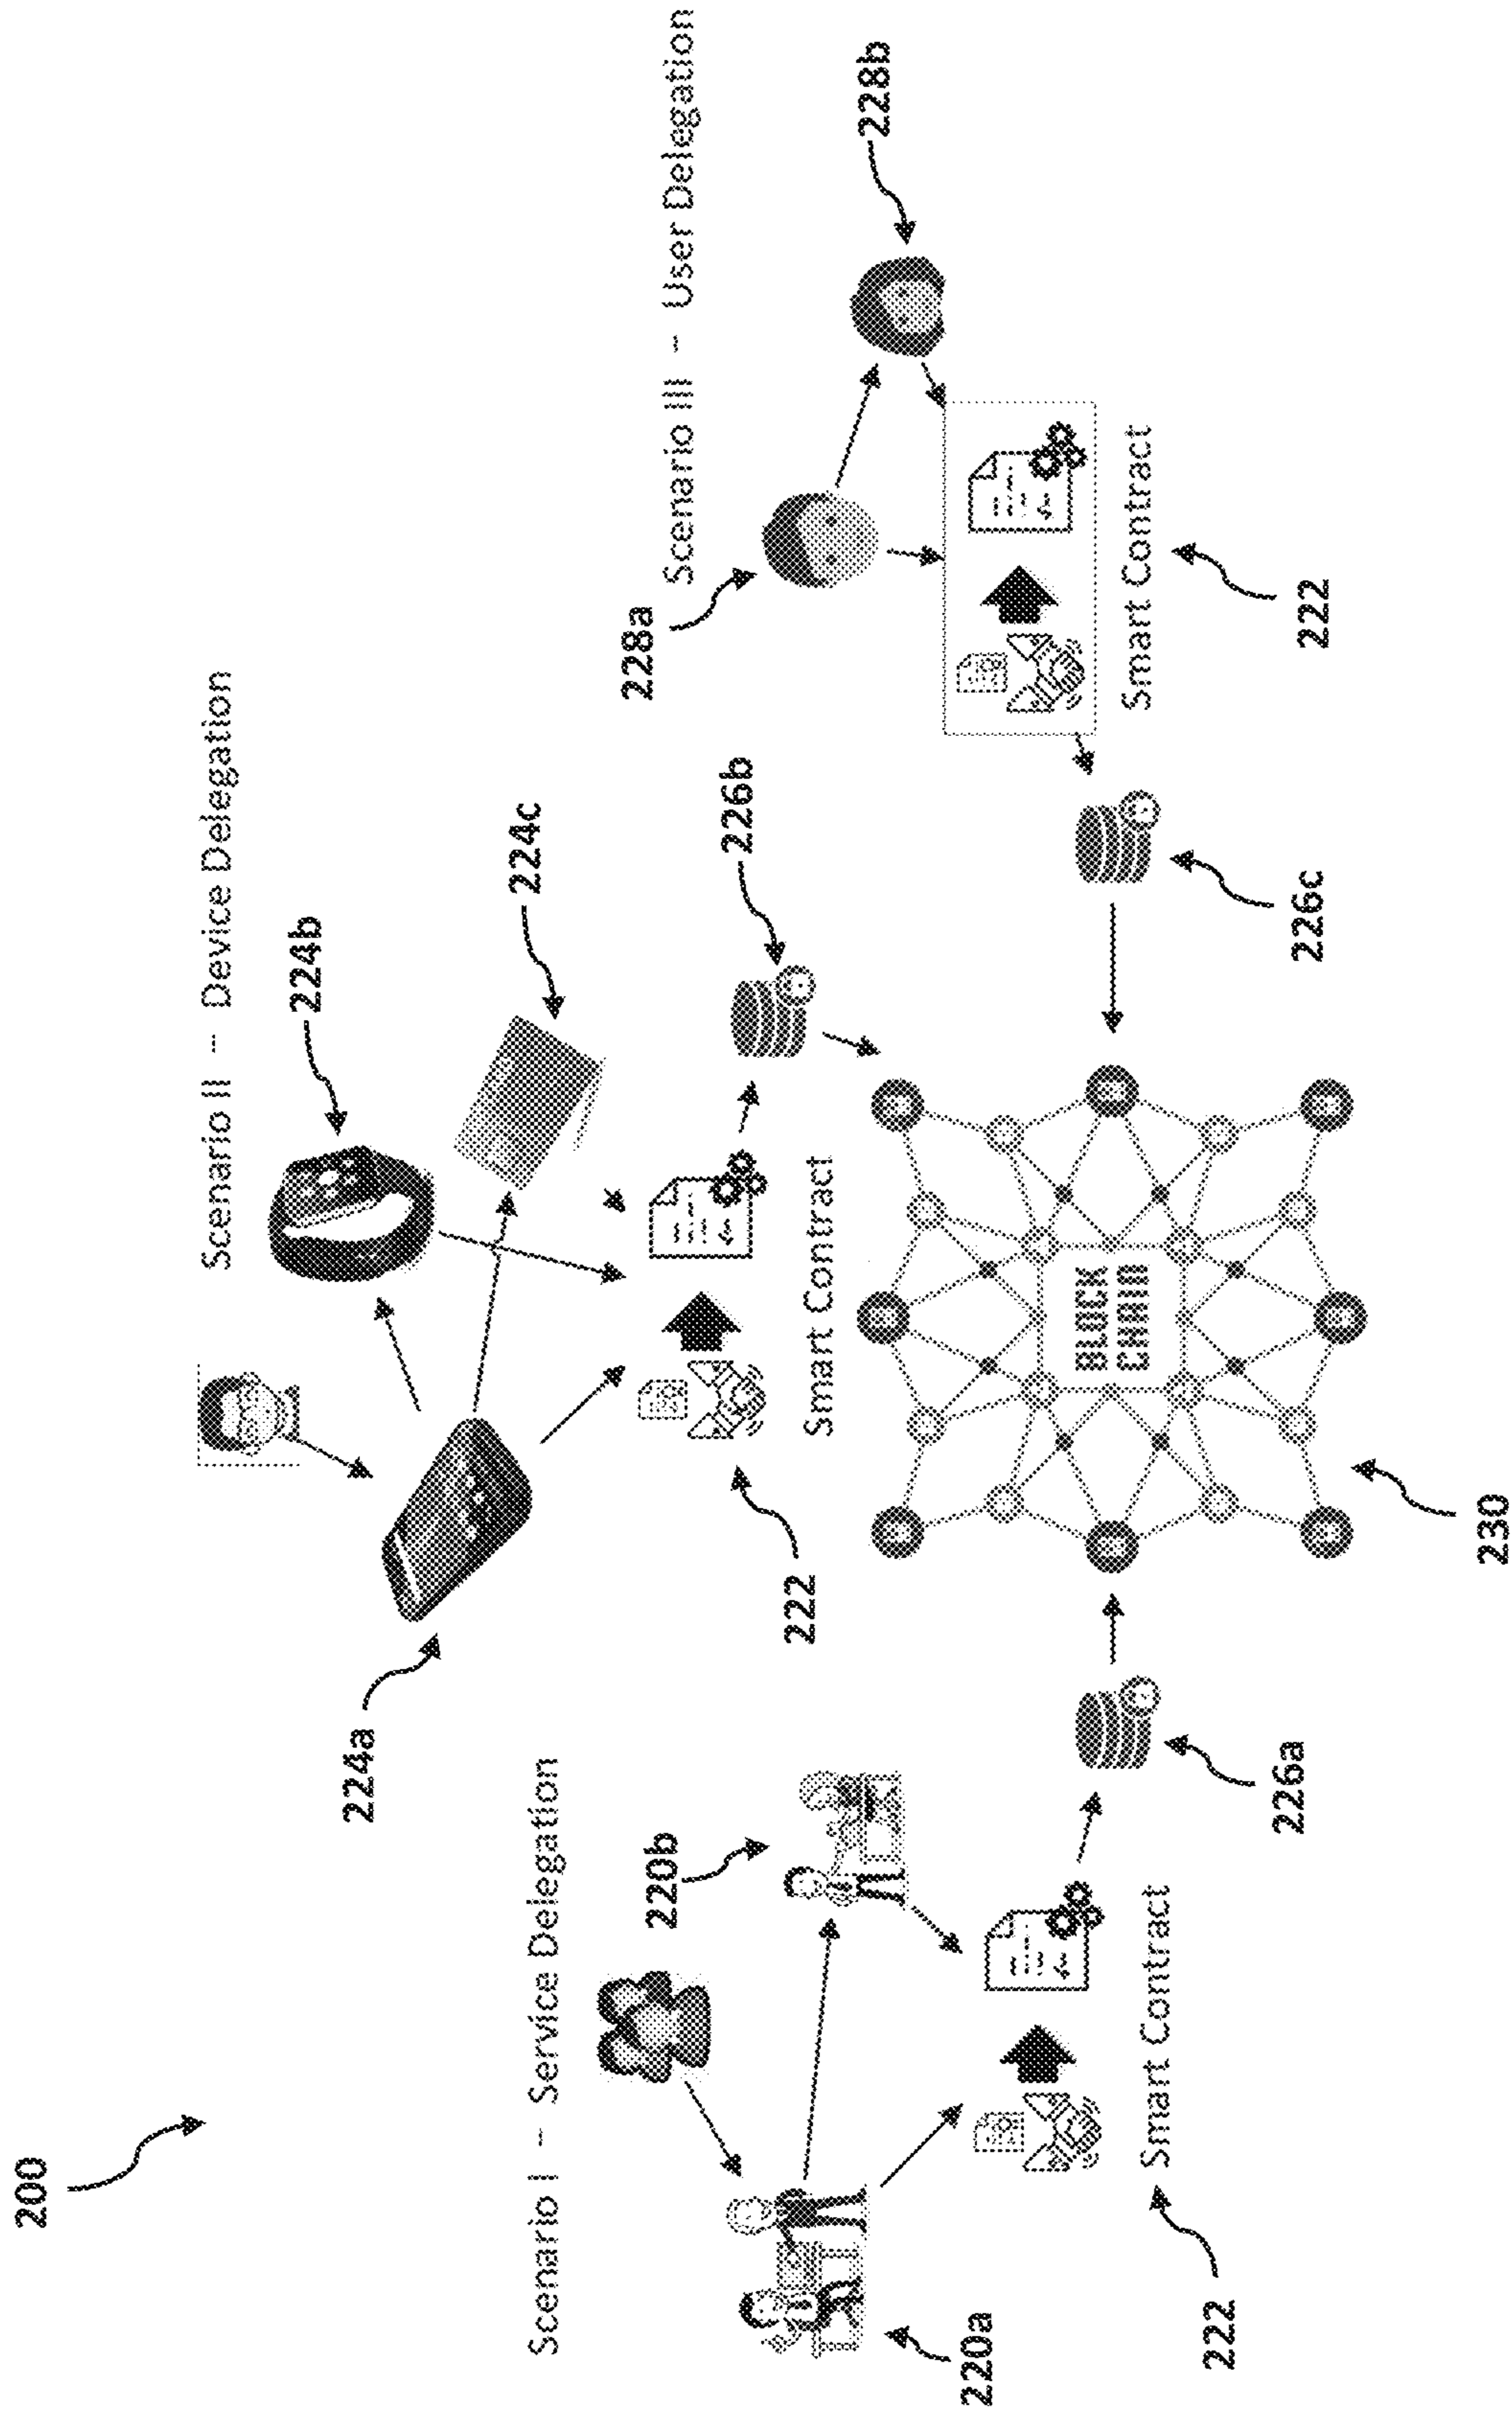 200
Scenario I – Service Delegation
220a
220b
222
Smart Contract
226a
Scenario II – Device Delegation
224a
224b
224c
222
Smart Contract
226b
BLOCK
CHAIN
230
Scenario III – User Delegation
228a
228b
Smart Contract
222
226c